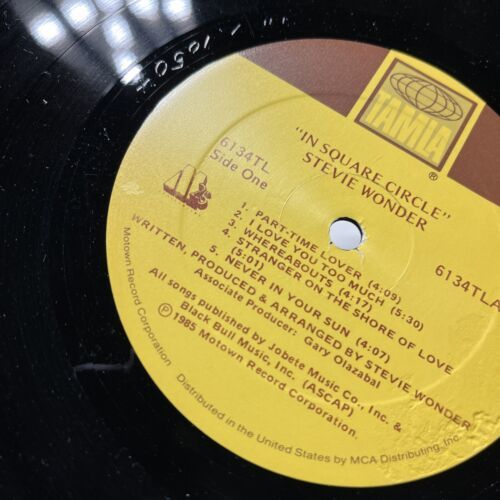 TAMLA
®
"IN SQUARE CIRCLE"
STEVIE WONDER
6134TL
Side One
6134TLA
1. PART-TIME LOVER (4:09)
2. I LOVE YOU TOO MUCH (5:30)
3. WHEREABOUTS (4:17)
4. STRANGER ON THE SHORE OF LOVE
(5:01)
5. NEVER IN YOUR SUN (4:07)
WRITTEN, PRODUCED & ARRANGED BY STEVIE WONDER
Associate Producer: Gary Olazabal
All songs published by Jobete Music Co., Inc. &
Black Bull Music, Inc. (ASCAP)
Ⓟ1985 Motown Record Corporation.
Motown Record Corporation
Distributed in the United States by MCA Distributing, Inc.